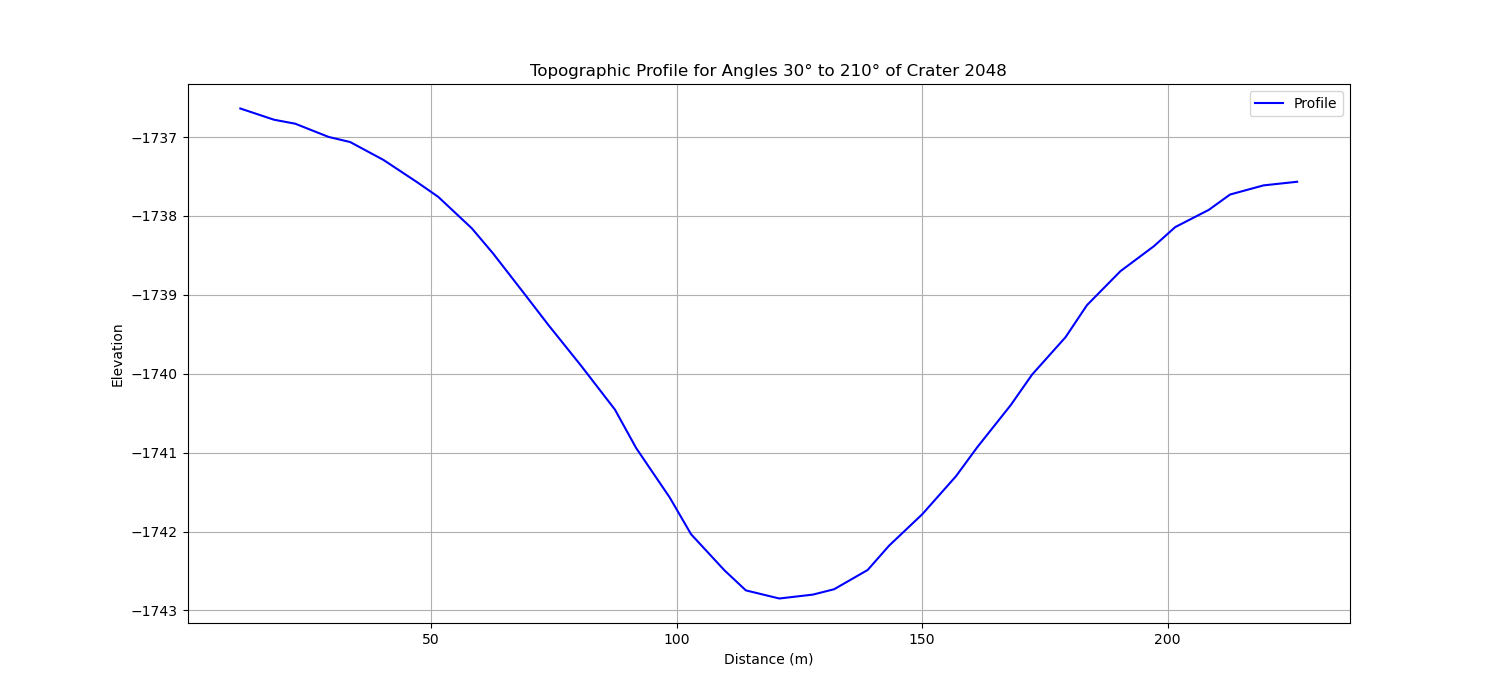 Topographic Profile for Angles 30° to 210° of Crater 2048
Profile
−1737
−1738
−1739
−1740
−1741
−1742
−1743
Elevation
50
100
150
200
Distance (m)